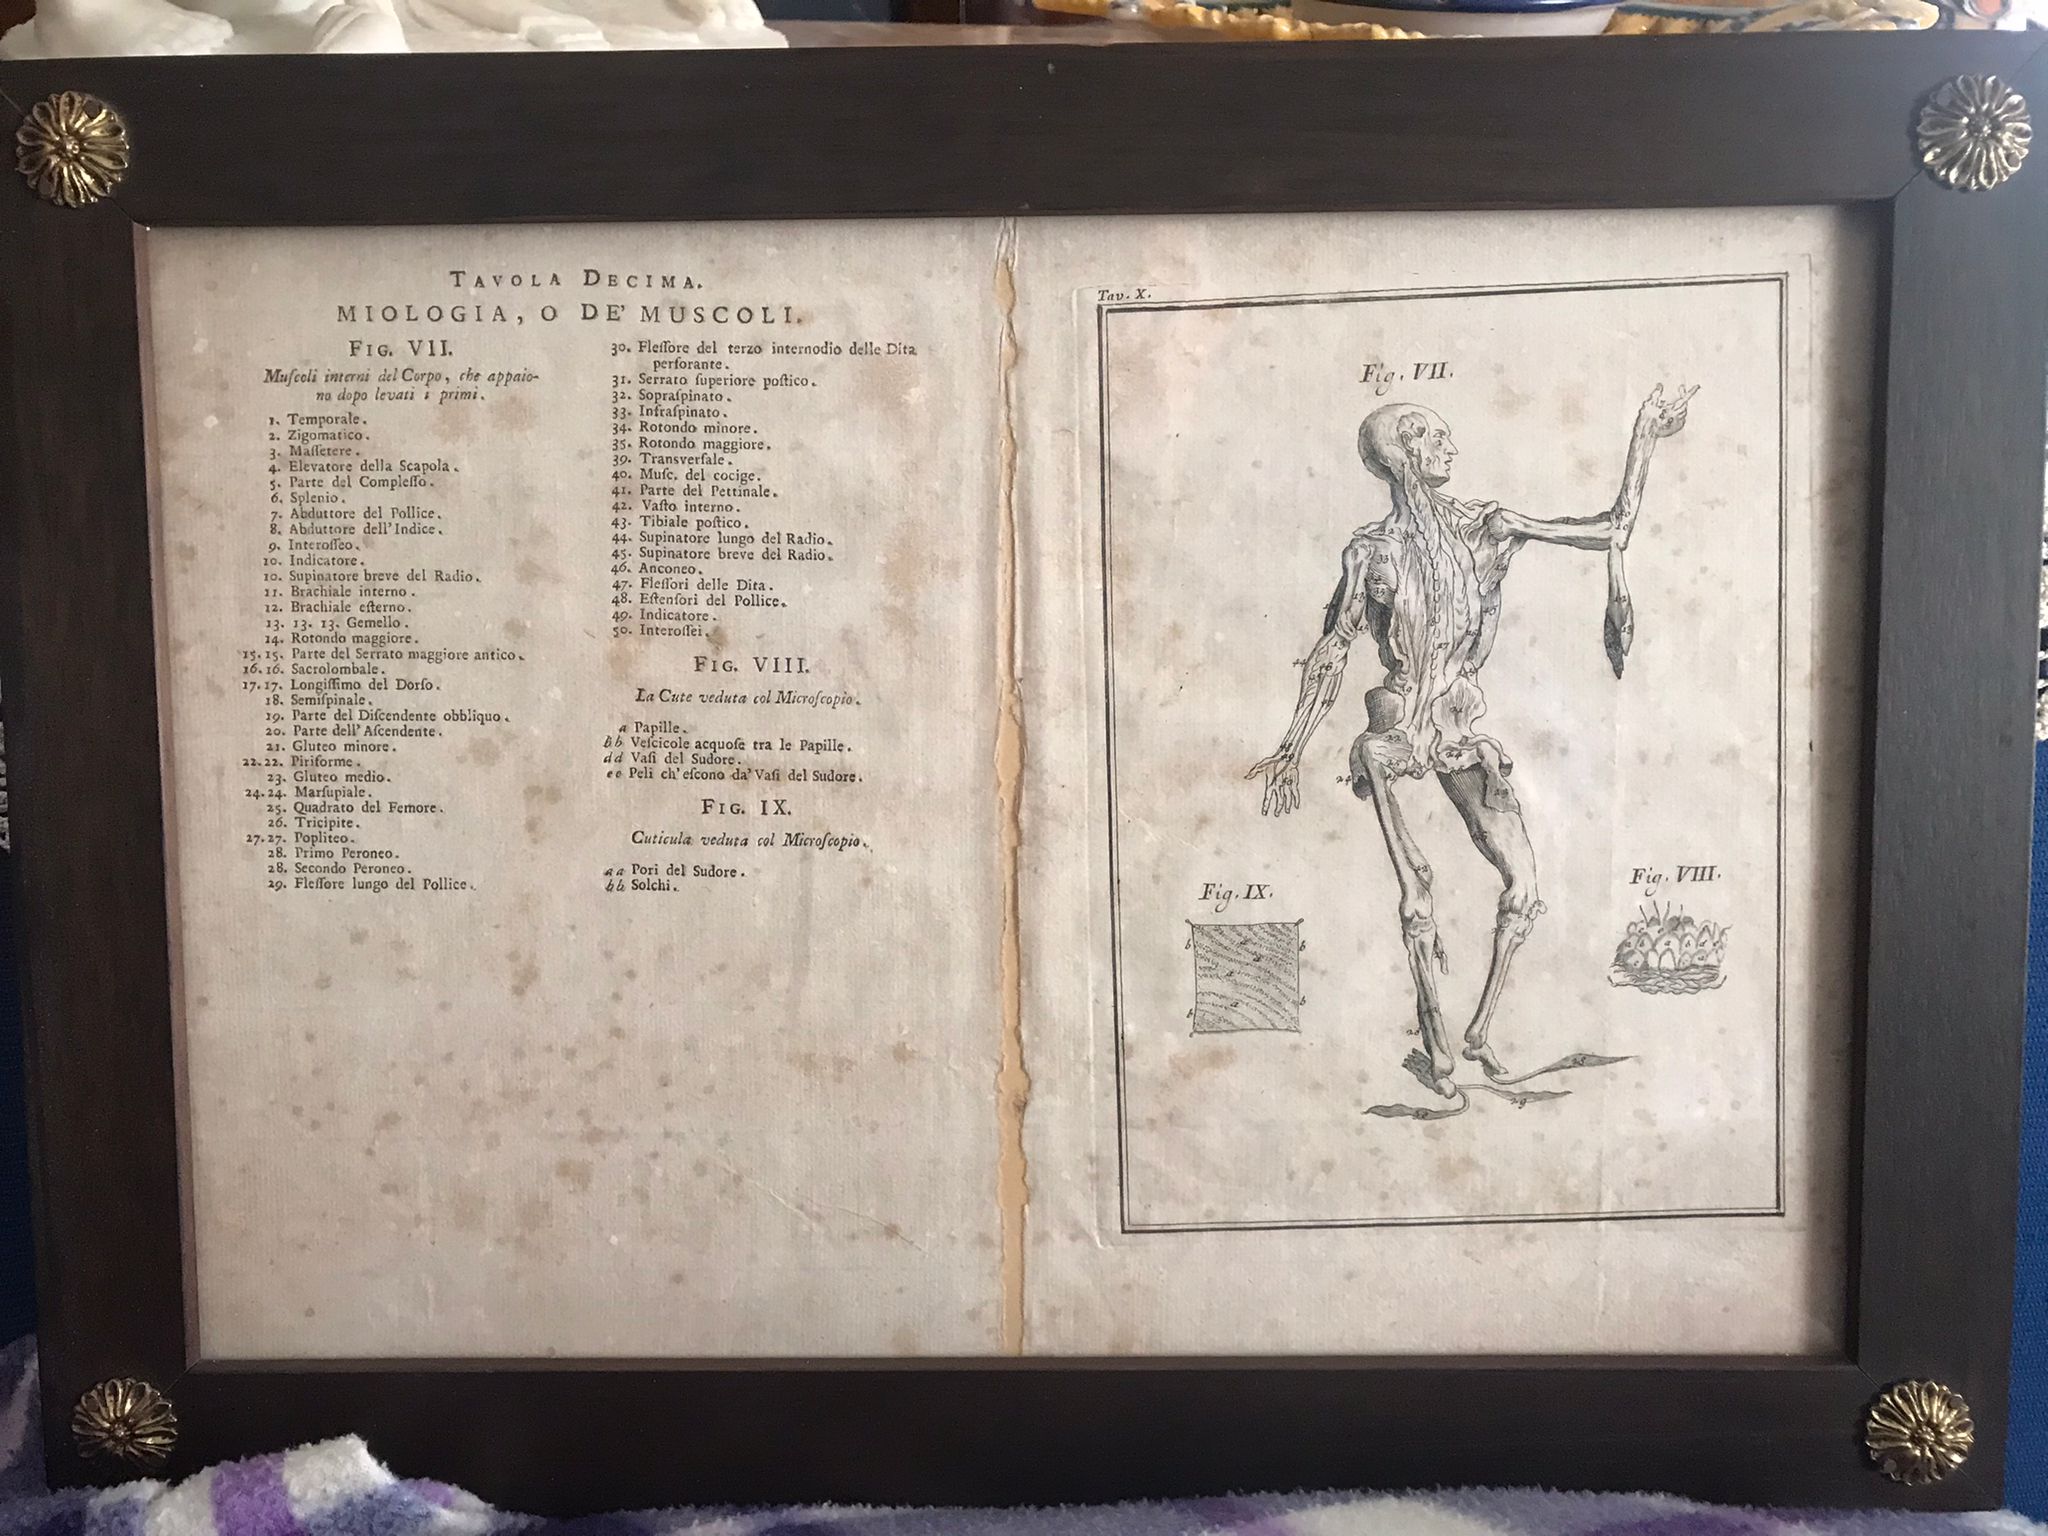 TAVOLA DECIMA.
MIOLOGIA, O DE' MUSCOLI.
FIG. VII.
Muſcoli interni del Corpo, che appaio-
no dopo levati i primi.
1. Temporale.
2. Zigomatico.
3. Maſſetere.
4. Elevatore della Scapola.
5. Parte del Compleſſo.
6. Splenio.
7. Abduttore del Pollice.
8. Abduttore dell'Indice.
9. Interoſſeo.
10. Indicatore.
10. Supinatore breve del Radio.
11. Brachiale interno.
12. Brachiale eſterno.
13. 13. 13. Gemello.
14. Rotondo maggiore.
15. 15. Parte del Serrato maggiore antico.
16. 16. Sacrolombale.
17. 17. Longiſſimo del Dorſo.
18. Semiſpinale.
19. Parte del Diſcendente obbliquo.
20. Parte dell'Aſcendente.
21. Gluteo minore.
22. 22. Piriforme.
23. Gluteo medio.
24. 24. Marſupiale.
25. Quadrato del Femore.
26. Tricipite.
27. 27. Popliteo.
28. Primo Peroneo.
28. Secondo Peroneo.
29. Fleſſore lungo del Pollice.
30. Fleſſore del terzo internodio delle Dita
perforante.
31. Serrato ſuperiore poſtico.
32. Sopraſpinato.
33. Infraſpinato.
34. Rotondo minore.
35. Rotondo maggiore.
39. Transverſale.
40. Muſc. del cocige.
41. Parte del Pettinale.
42. Vaſto interno.
43. Tibiale poſtico.
44. Supinatore lungo del Radio.
45. Supinatore breve del Radio.
46. Anconeo.
47. Fleſſori delle Dita.
48. Eſtenſori del Pollice.
49. Indicatore.
50. Interoſſei.
FIG. VIII.
La Cute veduta col Microſcopio.
a Papille.
bb Veſcicole acquoſe tra le Papille.
dd Vaſi del Sudore.
ee Peli ch'eſcono da' Vaſi del Sudore.
FIG. IX.
Cuticula veduta col Microſcopio.
aa Pori del Sudore.
bb Solchi.
Tav. X.
Fig. VII.
Fig. IX.
Fig. VIII.